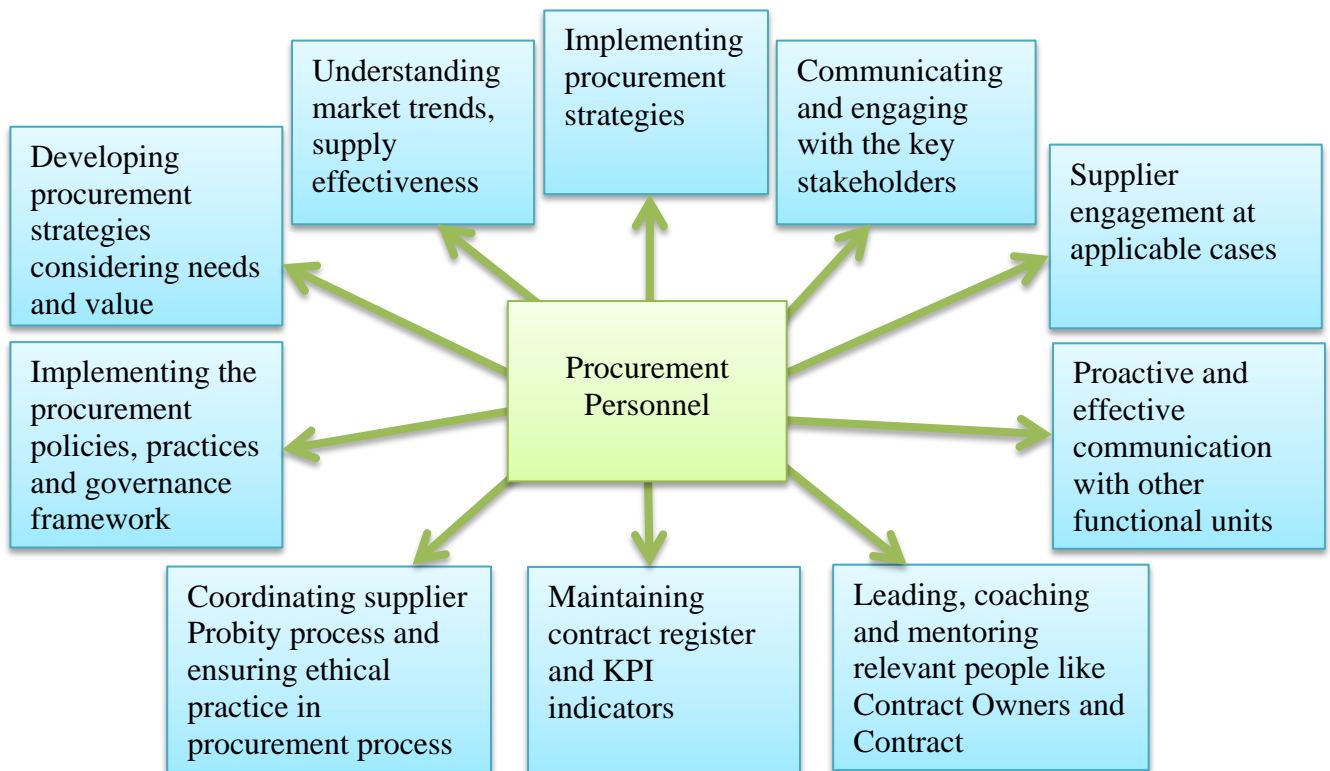 Implementing
procurement
strategies
Understanding
market trends,
supply
effectiveness
Communicating
and engaging
with the key
stakeholders
Developing
procurement
strategies
considering needs
and value
Supplier
engagement at
applicable cases
Procurement
Personnel
Implementing the
procurement
policies, practices
and governance
framework
Proactive and
effective
communication
with other
functional units
Coordinating supplier
Probity process and
ensuring ethical
practice in
procurement process
Maintaining
contract register
and KPI
indicators
Leading, coaching
and mentoring
relevant people like
Contract Owners and
Contract